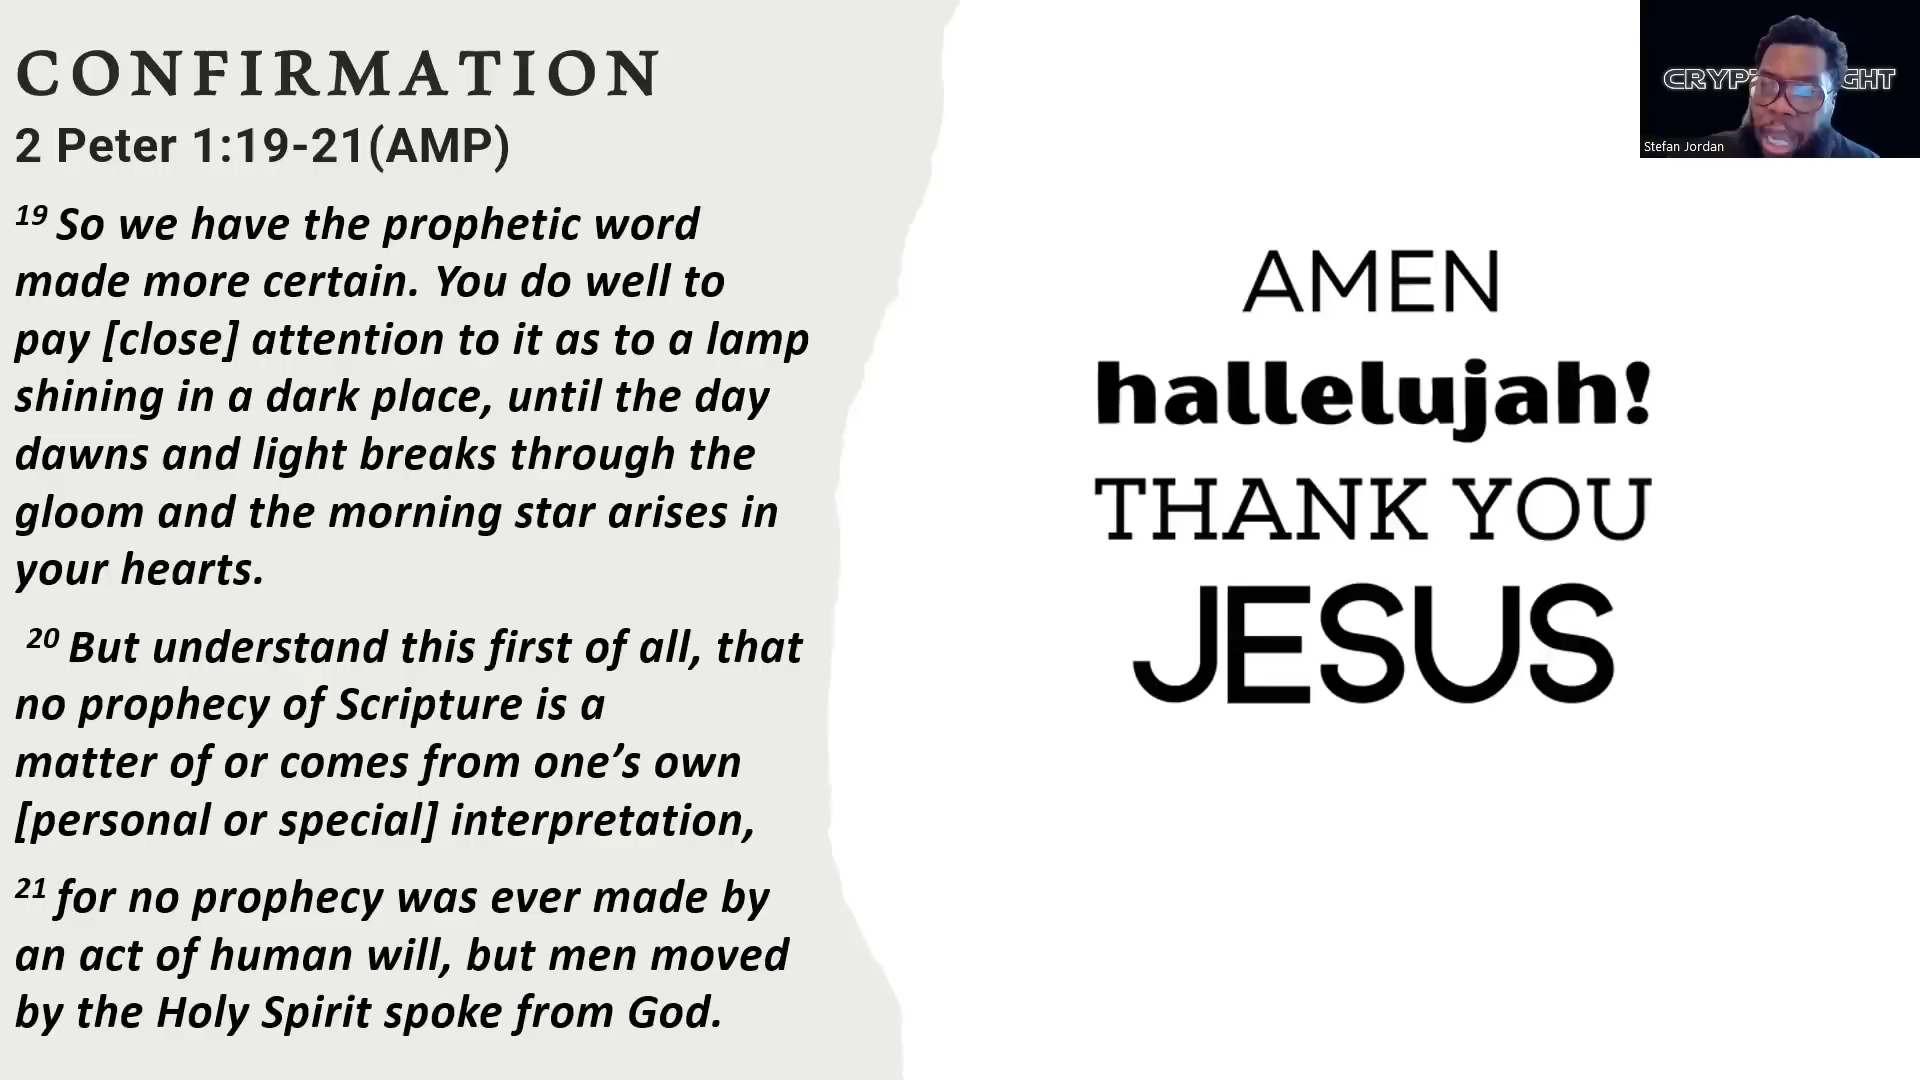 CONFIRMATION
2 Peter 1:19-21(AMP)
19 So we have the prophetic word
made more certain. You do well to
pay [close] attention to it as to a lamp
shining in a dark place, until the day
dawns and light breaks through the
gloom and the morning star arises in
your hearts.
20 But understand this first of all, that
no prophecy of Scripture is a
matter of or comes from one’s own
[personal or special] interpretation,
21 for no prophecy was ever made by
an act of human will, but men moved
by the Holy Spirit spoke from God.
AMEN
hallelujah!
THANK YOU
JESUS
Stefan Jordan